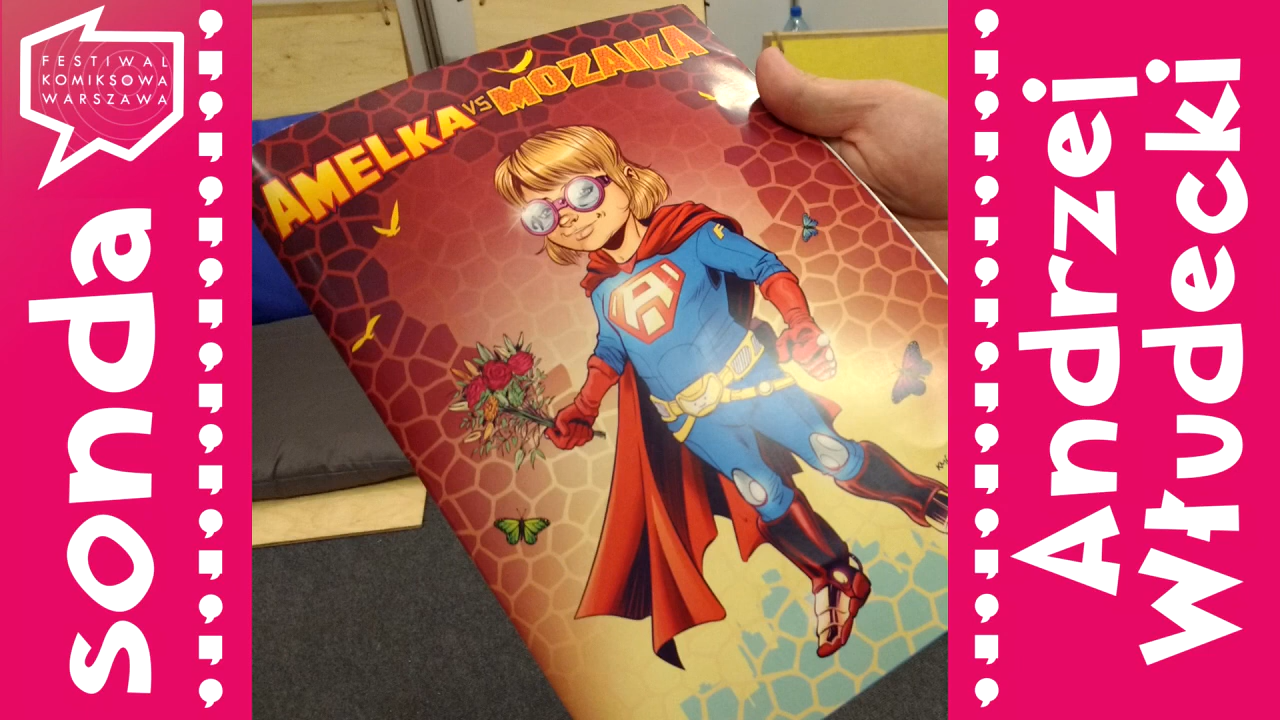 FESTIWAL
KOMIKSOWA
WARSZAWA
sonda
AMELKA VS MOZAIKA
A
F
Andrzej
Włudecki